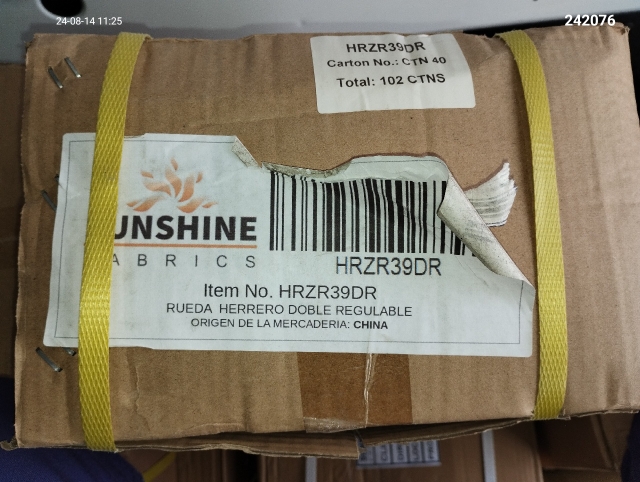 24-08-14 11:25
242076
HRZR39DR
Carton No.: CTN 40
Total: 102 CTNS
UNSHINE
ABRICS
HRZR39DR
Item No. HRZR39DR
RUEDA HERRERO DOBLE REGULABLE
ORIGEN DE LA MERCADERIA: CHINA